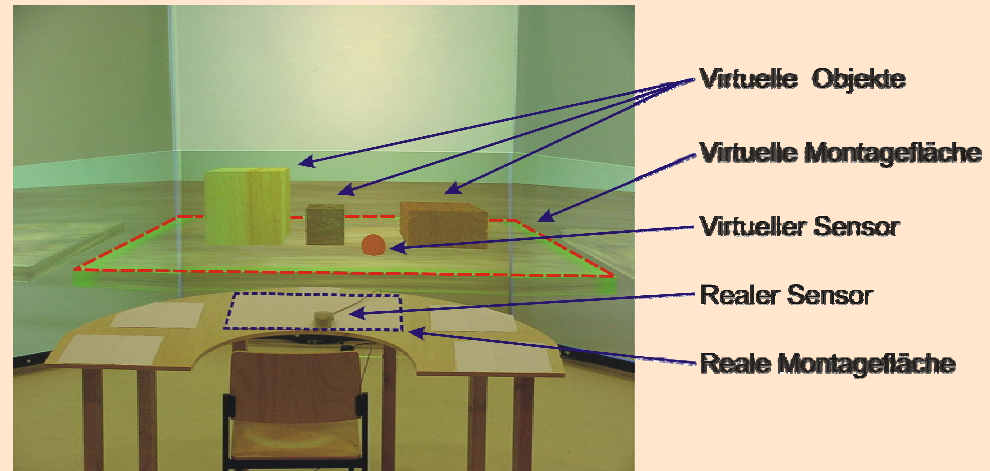 Virtuelle Objekte
Virtuelle Montagefläche
Virtueller Sensor
Realer Sensor
Reale Montagefläche